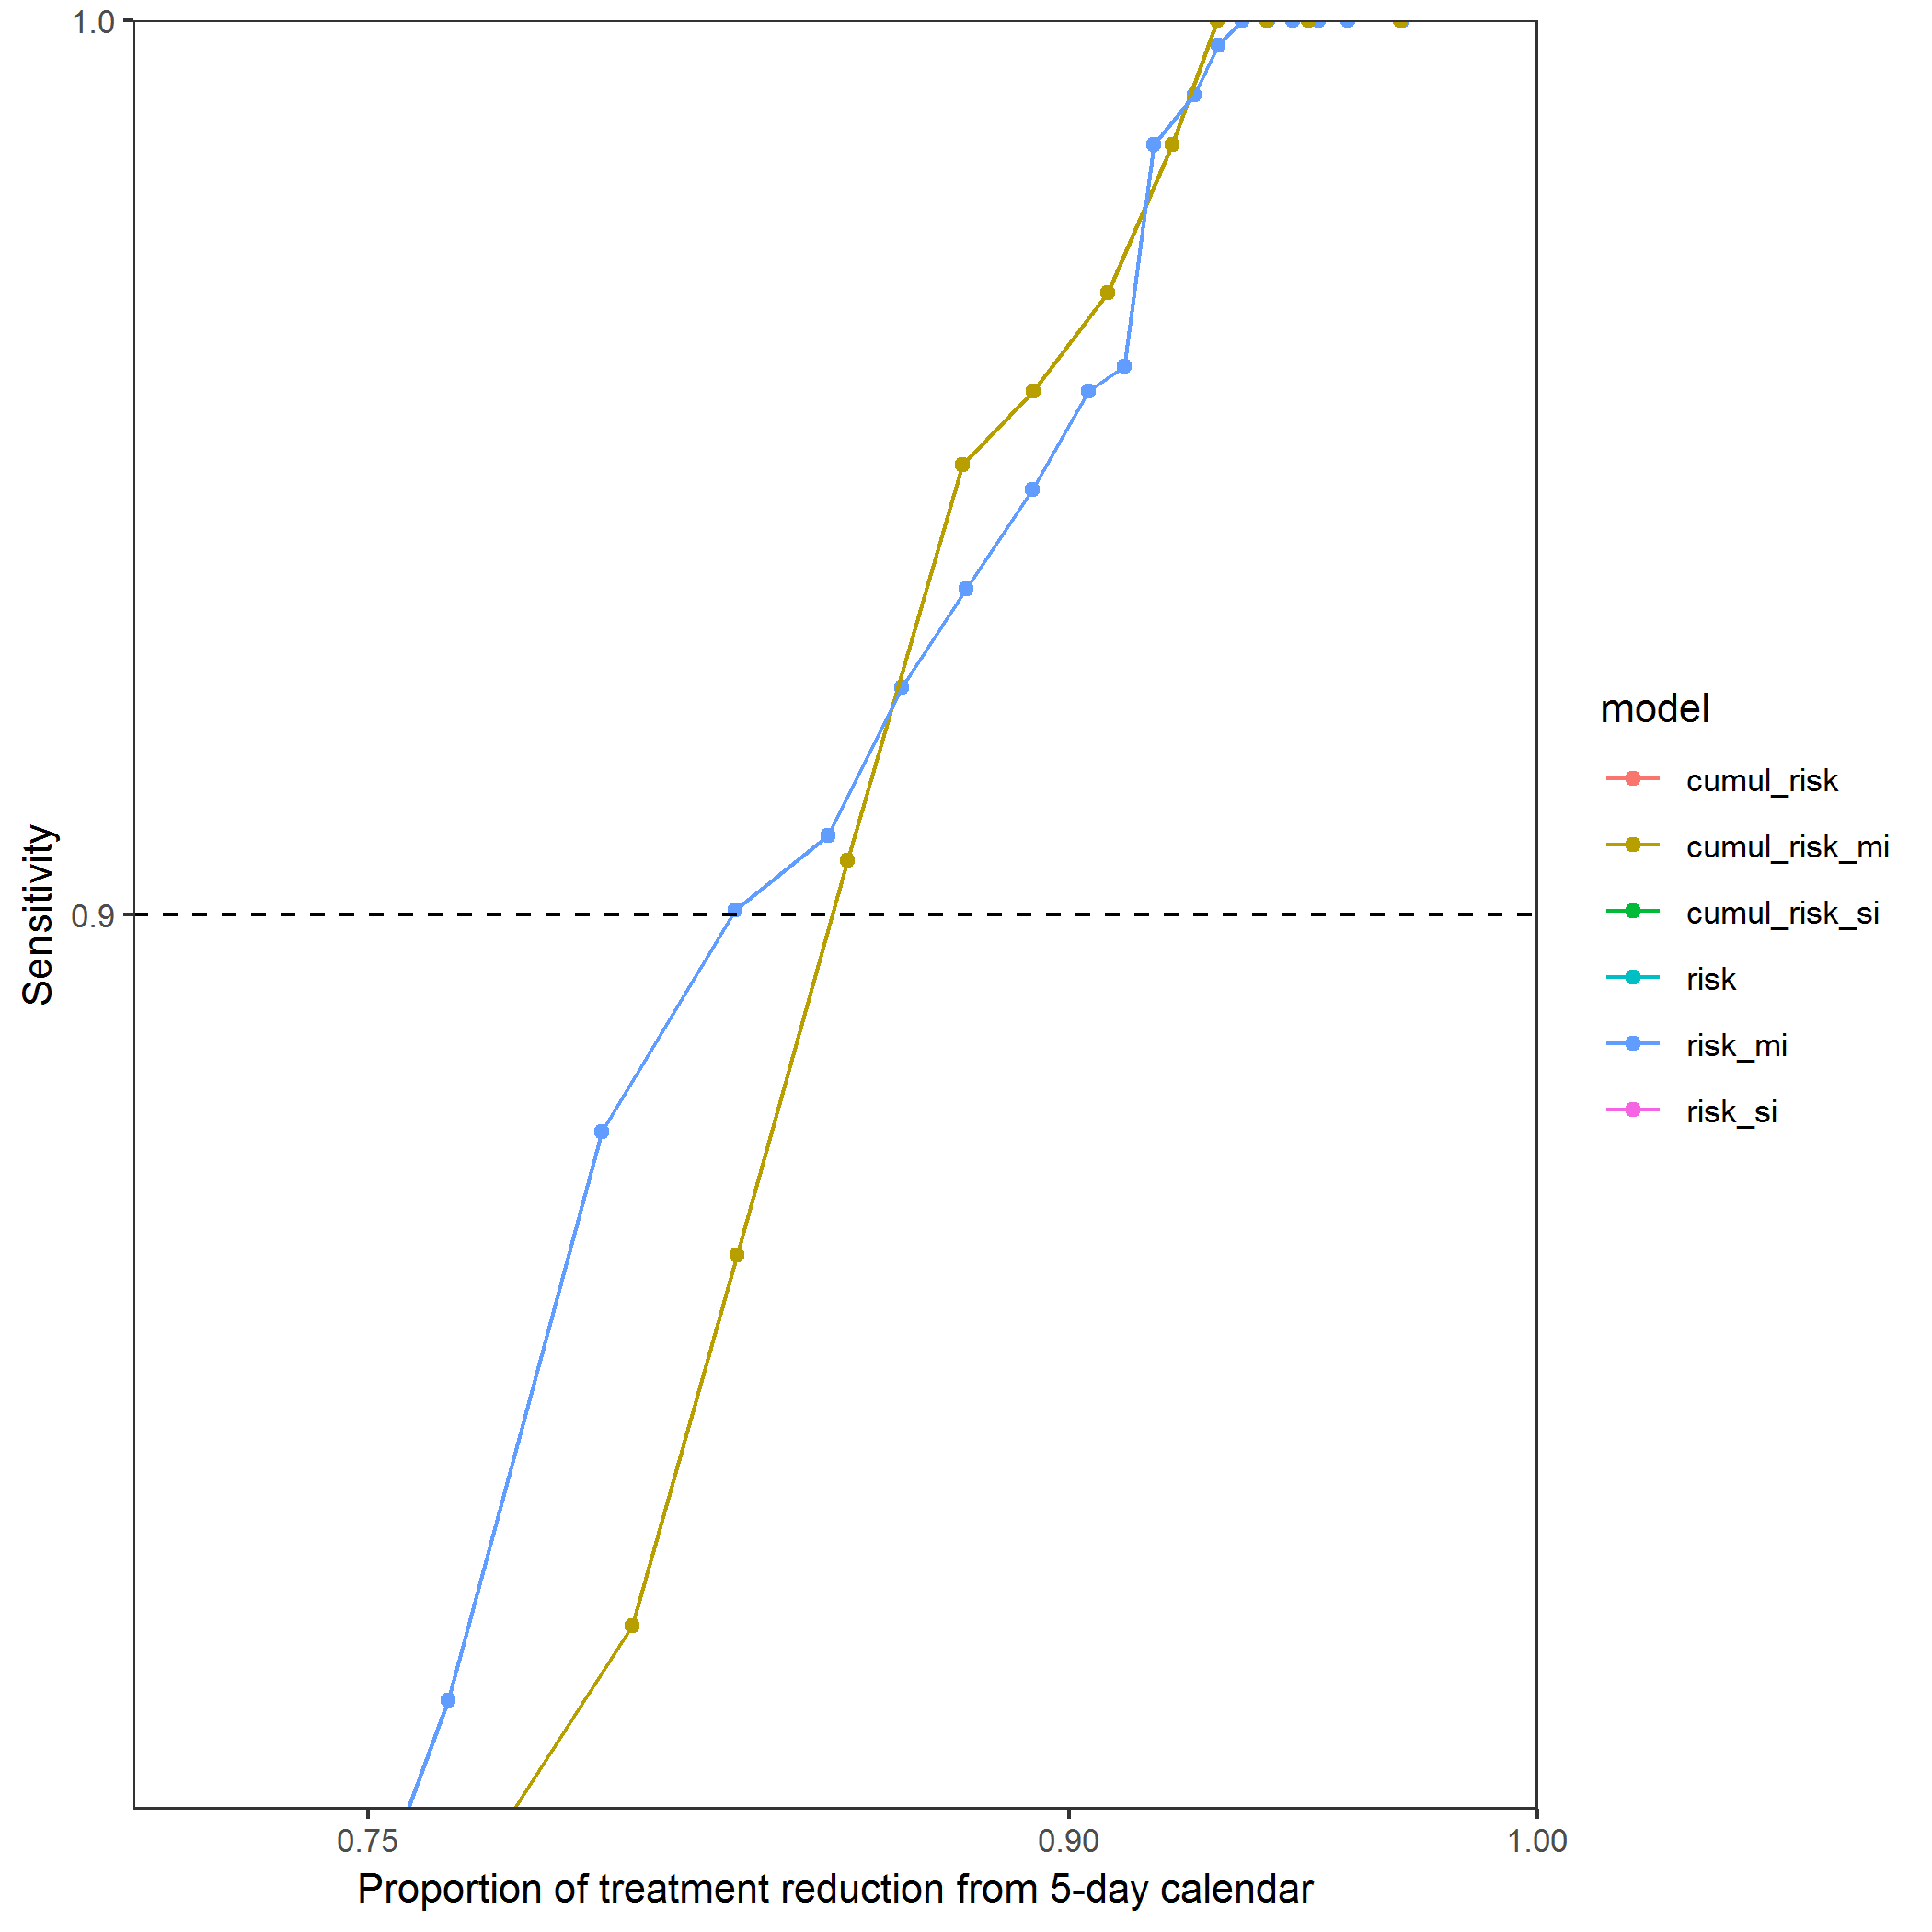 1.0
0.9
Sensitivity
0.75
0.90
1.00
Proportion of treatment reduction from 5-day calendar
model
cumul_risk
cumul_risk_mi
cumul_risk_si
risk
risk_mi
risk_si